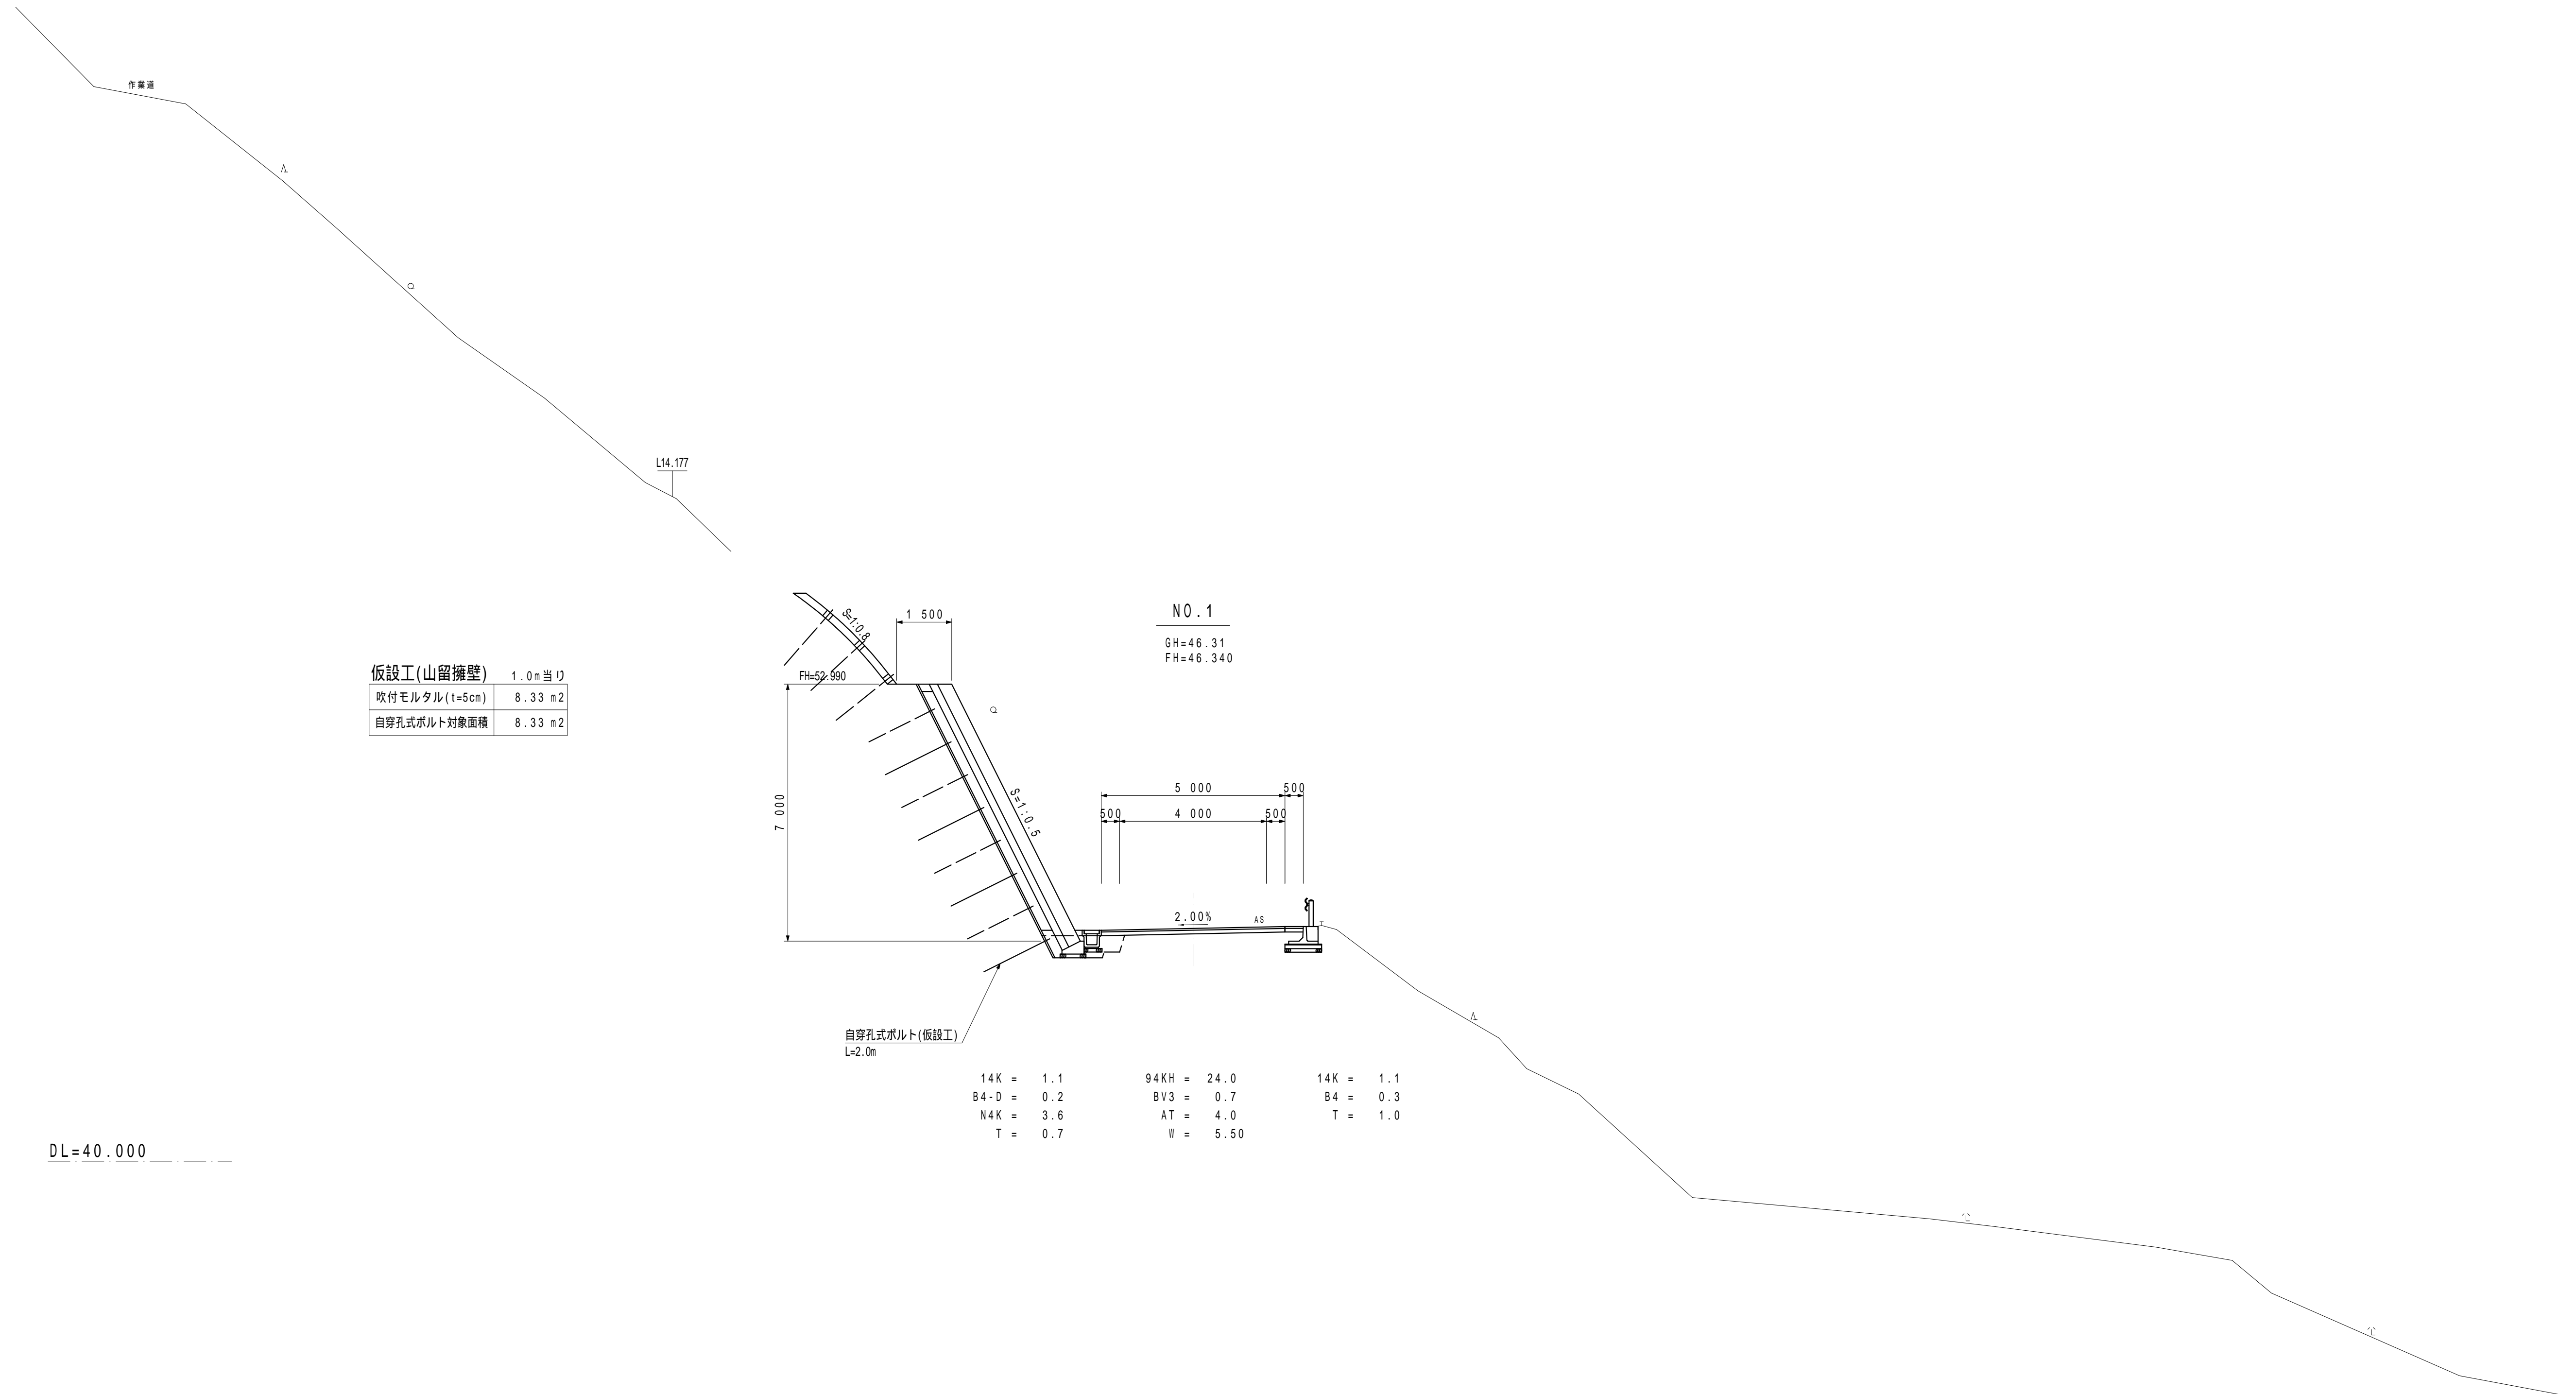 作業道
L14.177
S=1:0.8
1 500
NO.1
GH=46.31
FH=46.340
仮設工(山留擁壁) 1.0m当り
吹付モルタル(t=5cm) 8.33 m2
自穿孔式ボルト対象面積 8.33 m2
FH=52.990
7 000
S=1:0.5
5 000 500
500 4 000 500
2.00% AS T
自穿孔式ボルト(仮設工)
L=2.0m
14K = 1.1 94KH = 24.0 14K = 1.1
B4-D = 0.2 BV3 = 0.7 B4 = 0.3
N4K = 3.6 AT = 4.0 T = 1.0
T = 0.7 W = 5.50
DL=40.000